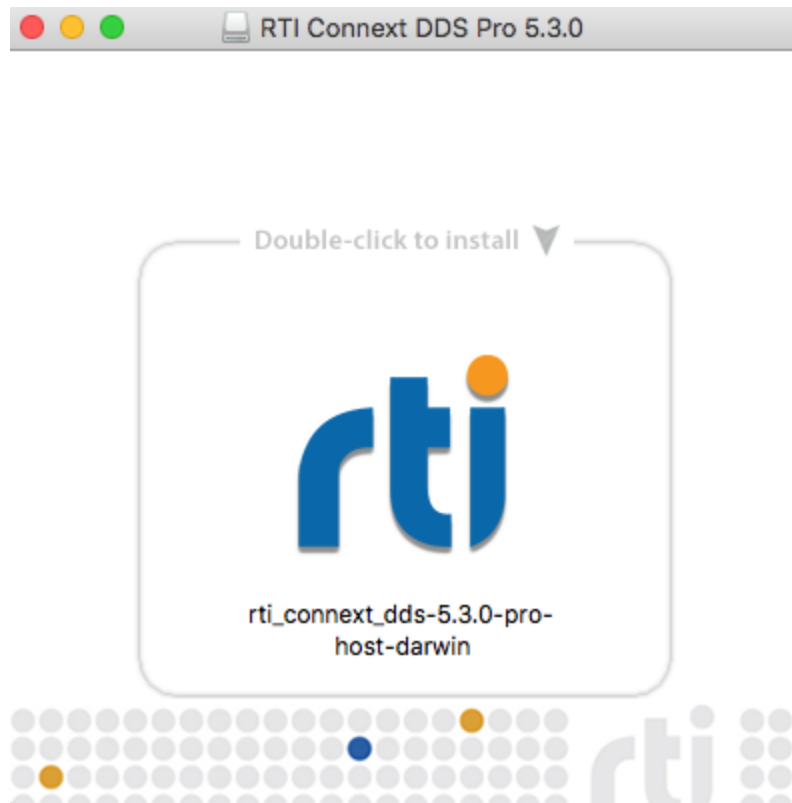 RTI Connext DDS Pro 5.3.0
Double-click to install
rti
rti_connext_dds-5.3.0-pro-
host-darwin
rti